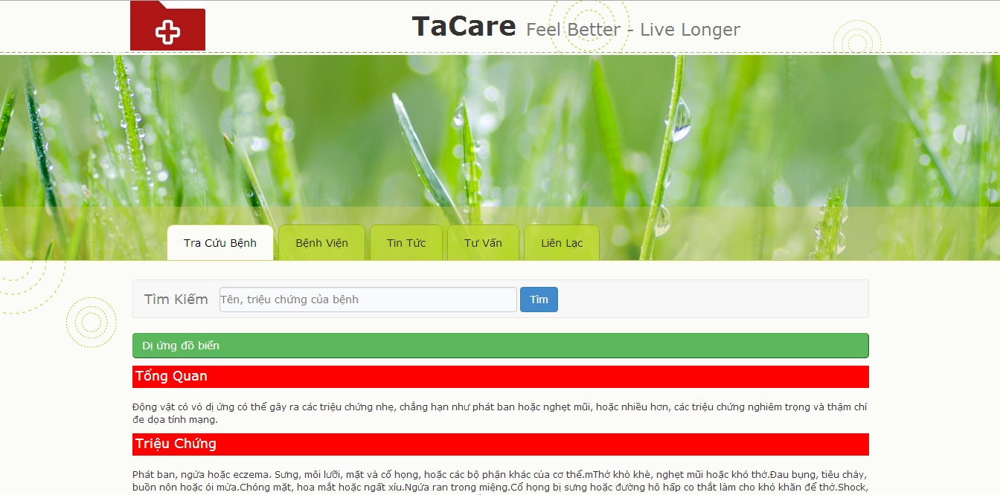 TaCare Feel Better - Live Longer
Tra Cứu Bệnh Bệnh Viện Tin Tức Tư Vấn Liên Lạc
Tìm Kiếm Tên, triệu chứng của bệnh Tìm
Dị ứng đồ biển
Tổng Quan
Động vật có vỏ dị ứng có thể gây ra các triệu chứng nhẹ, chẳng hạn như phát ban hoặc nghẹt mũi, hoặc nhiều hơn, các triệu chứng nghiêm trọng và thậm chí
đe dọa tính mạng.
Triệu Chứng
Phát ban, ngứa hoặc eczema. Sưng, môi lưỡi, mặt và cổ họng, hoặc các bộ phận khác của cơ thể.mThở khò khè, nghẹt mũi hoặc khó thở.Đau bụng, tiêu chảy,
buồn nôn hoặc ói mửa.Chóng mặt, hoa mắt hoặc ngất xỉu.Ngứa ran trong miệng.Cổ họng bị sưng hoặc đường hô hấp co thắt làm cho khó khăn để thở.Shock,